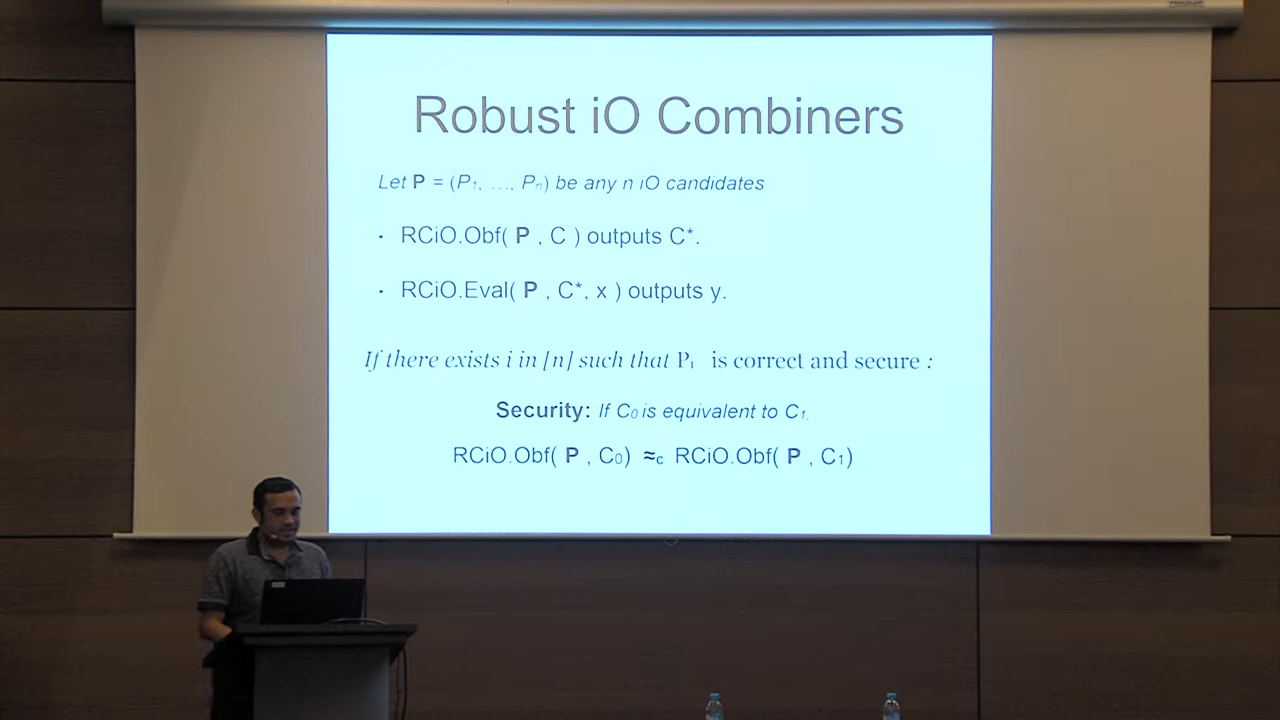 Robust iO Combiners
Let P = (P₁, …, Pₙ) be any n iO candidates
· RCiO.Obf( P , C ) outputs C*.
· RCiO.Eval( P , C*, x ) outputs y.
If there exists i in [n] such that Pᵢ is correct and secure :
Security: If C₀ is equivalent to C₁,
RCiO.Obf( P , C₀) ≈c RCiO.Obf( P , C₁)